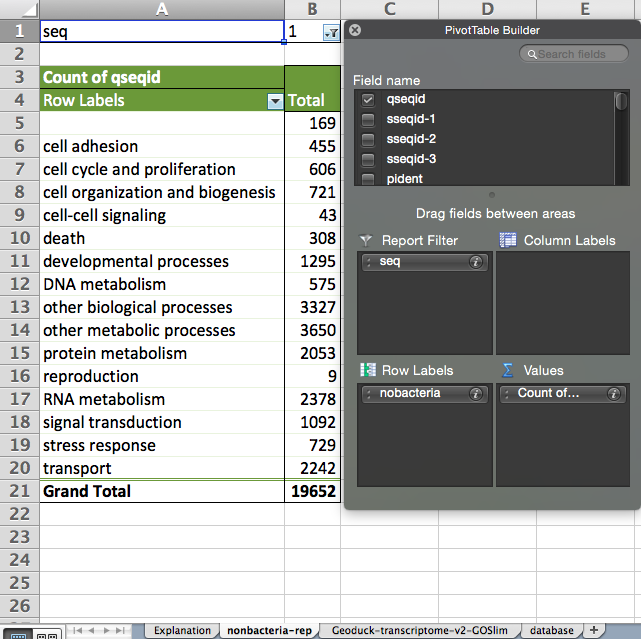 A B C D E
1 seq 1
2
3 Count of qseqid
4 Row Labels Total
5 169
6 cell adhesion 455
7 cell cycle and proliferation 606
8 cell organization and biogenesis 721
9 cell-cell signaling 43
10 death 308
11 developmental processes 1295
12 DNA metabolism 575
13 other biological processes 3327
14 other metabolic processes 3650
15 protein metabolism 2053
16 reproduction 9
17 RNA metabolism 2378
18 signal transduction 1092
19 stress response 729
20 transport 2242
21 Grand Total 19652
22
23
24
25
26
PivotTable Builder
Search fields
Field name
qseqid
sseqid-1
sseqid-2
sseqid-3
pident
Drag fields between areas
Report Filter Column Labels
seq
Row Labels Values
nobacteria Count of...
Explanation nonbacteria-rep Geoduck-transcriptome-v2-GOSlim database +